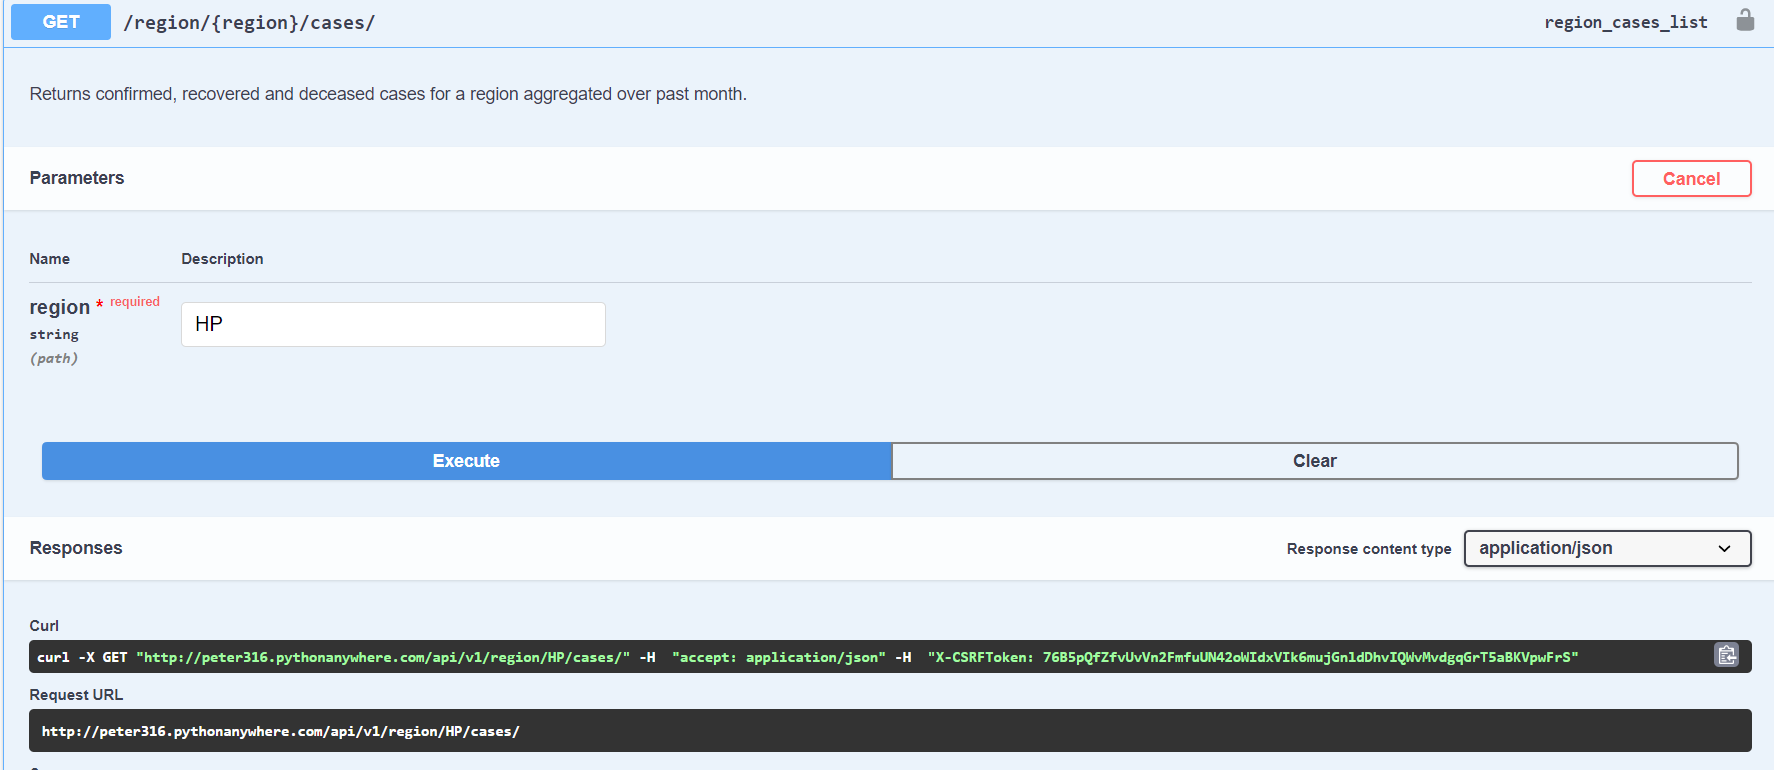 GET /region/{region}/cases/ region_cases_list
Returns confirmed, recovered and deceased cases for a region aggregated over past month.
Parameters Cancel
Name Description
region * required
string
(path)
HP
Execute Clear
Responses Response content type application/json
Curl
curl -X GET "http://peter316.pythonanywhere.com/api/v1/region/HP/cases/" -H  "accept: application/json" -H  "X-CSRFToken: 76B5pQfZfvUvVn2FmfuUN42oWIdxVIk6mujGnldDhvIQWvMvdgqGrT5aBKVpwFrS"
Request URL
http://peter316.pythonanywhere.com/api/v1/region/HP/cases/